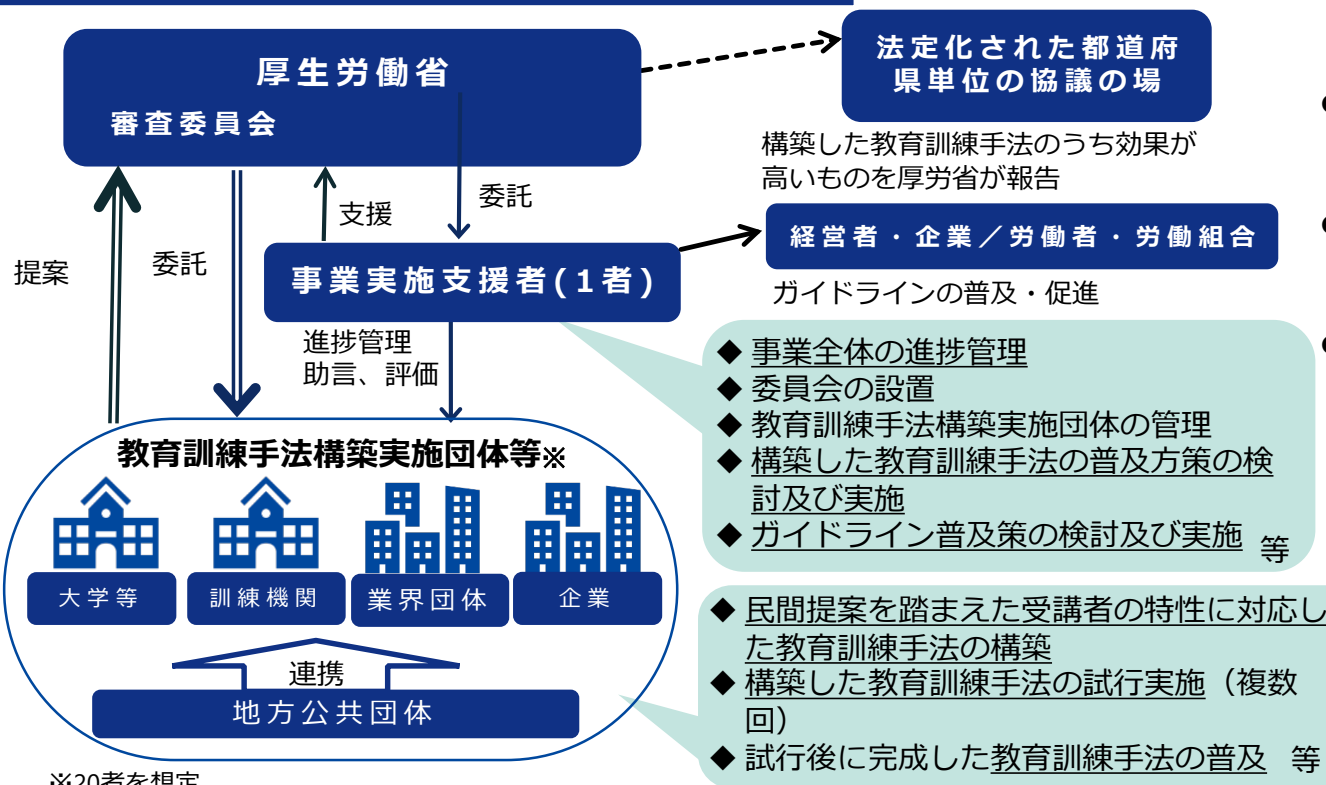 厚生労働省
審査委員会
法定化された都道府
県単位の協議の場
構築した教育訓練手法のうち効果が
高いものを厚労省が報告
提案
委託
支援
委託
事業実施支援者(1者)
経営者・企業／労働者・労働組合
ガイドラインの普及・促進
進捗管理
助言、評価
◆ 事業全体の進捗管理
◆ 委員会の設置
◆ 教育訓練手法構築実施団体の管理
◆ 構築した教育訓練手法の普及方策の検
討及び実施
◆ ガイドライン普及策の検討及び実施 等
教育訓練手法構築実施団体等※
大学等
訓練機関
業界団体
企業
連携
地方公共団体
◆ 民間提案を踏まえた受講者の特性に対応し
た教育訓練手法の構築
◆ 構築した教育訓練手法の試行実施（複数
回）
◆ 試行後に完成した教育訓練手法の普及 等
※20者を想定